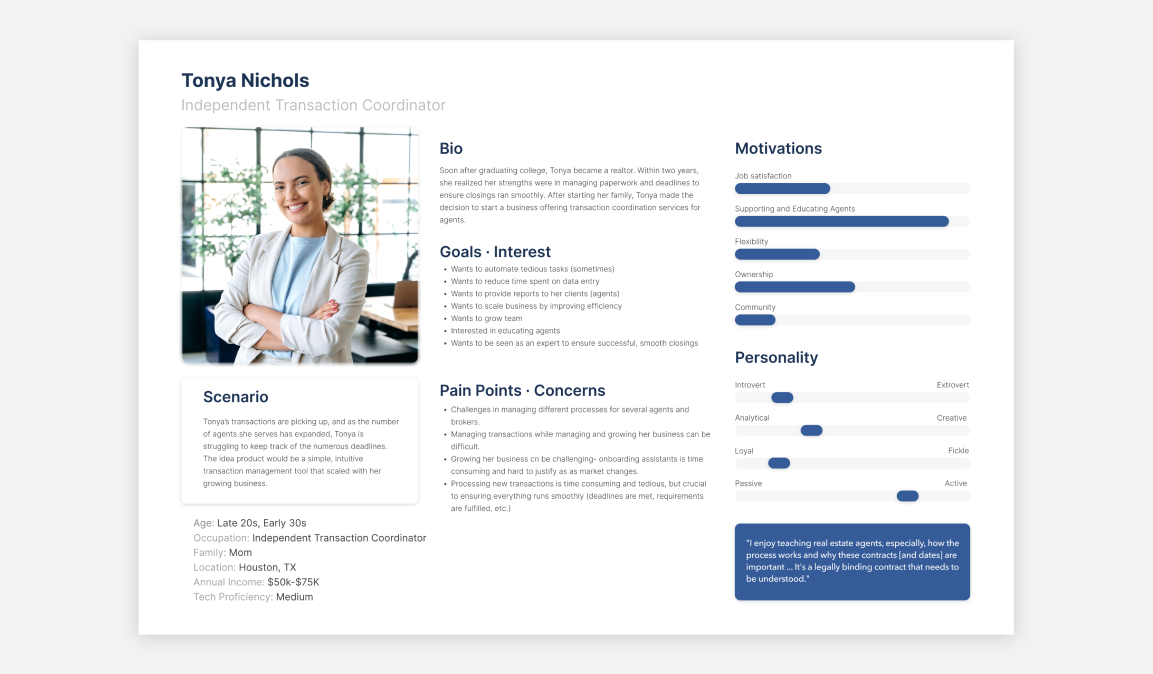 Tonya Nichols
Independent Transaction Coordinator
Bio
Soon after graduating college, Tonya became a realtor. Within two years,
she realized her strengths were in managing paperwork and deadlines to
ensure closings ran smoothly. After starting her family, Tonya made the
decision to start a business offering transaction coordination services for
agents.
Goals · Interest
• Wants to automate tedious tasks (sometimes)
• Wants to reduce time spent on data entry
• Wants to provide reports to her clients (agents)
• Wants to scale business by improving efficiency
• Wants to grow team
• Interested in educating agents
• Wants to be seen as an expert to ensure successful, smooth closings
Pain Points · Concerns
• Challenges in managing different processes for several agents and
brokers.
• Managing transactions while managing and growing her business can be
difficult.
• Growing her business cn be challenging- onboarding assistants is time
consuming and hard to justify as as market changes.
• Processing new transactions is time consuming and tedious, but crucial
to ensuring everything runs smoothly (deadlines are met, requirements
are fulfilled, etc.)
Scenario
Tonya's transactions are picking up, and as the number
of agents she serves has expanded, Tonya is
struggling to keep track of the numerous deadlines.
The idea product would be a simple, intuitive
transaction management tool that scaled with her
growing business.
Age: Late 20s, Early 30s
Occupation: Independent Transaction Coordinator
Family: Mom
Location: Houston, TX
Annual Income: $50k-$75K
Tech Proficiency: Medium
Motivations
Job satisfaction
Supporting and Educating Agents
Flexibility
Ownership
Community
Personality
Introvert Extrovert
Analytical Creative
Loyal Fickle
Passive Active
"I enjoy teaching real estate agents, especially, how the
process works and why these contracts [and dates] are
important ... It's a legally binding contract that needs to
be understood."